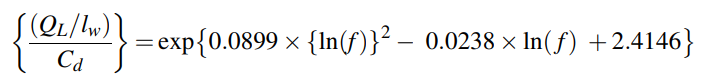 {(Q_L/l_w)/C_d} = exp{0.0899 × {ln(f)}² − 0.0238 × ln(f) + 2.4146}